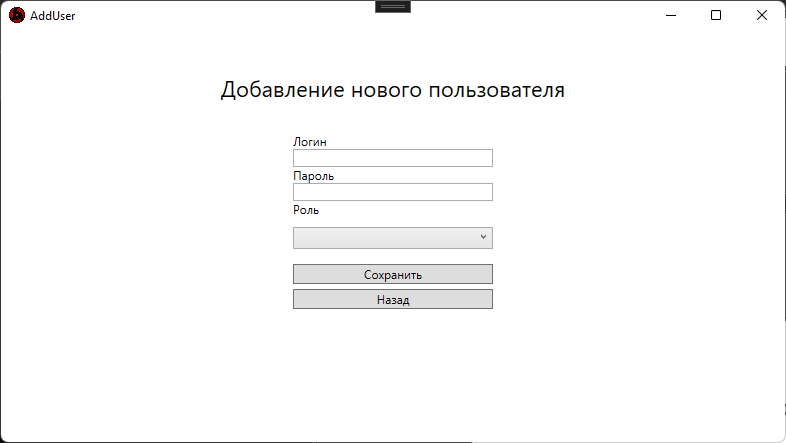 AddUser
Добавление нового пользователя
Логин
Пароль
Роль
Сохранить
Назад